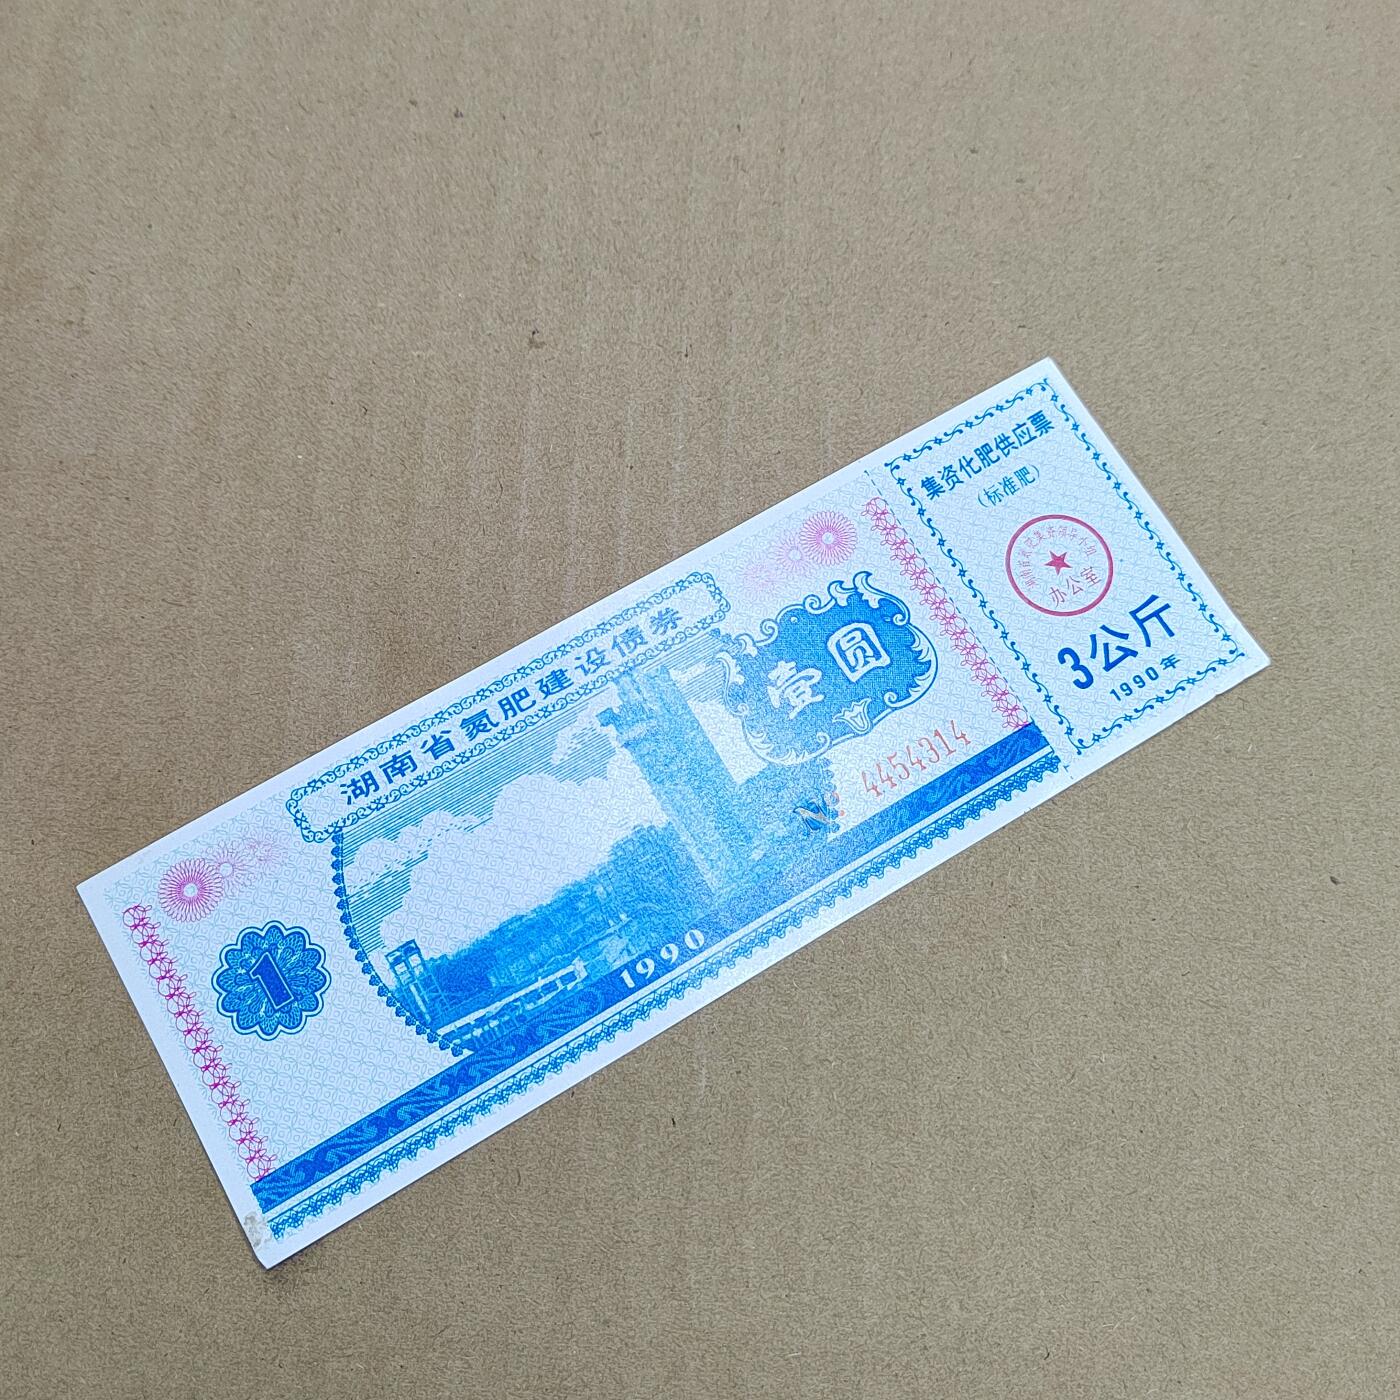 湖南省氮肥建设债券
壹圆
1
1990
No 4454314
集资化肥供应票
(标准肥)
办公室
3公斤
1990年